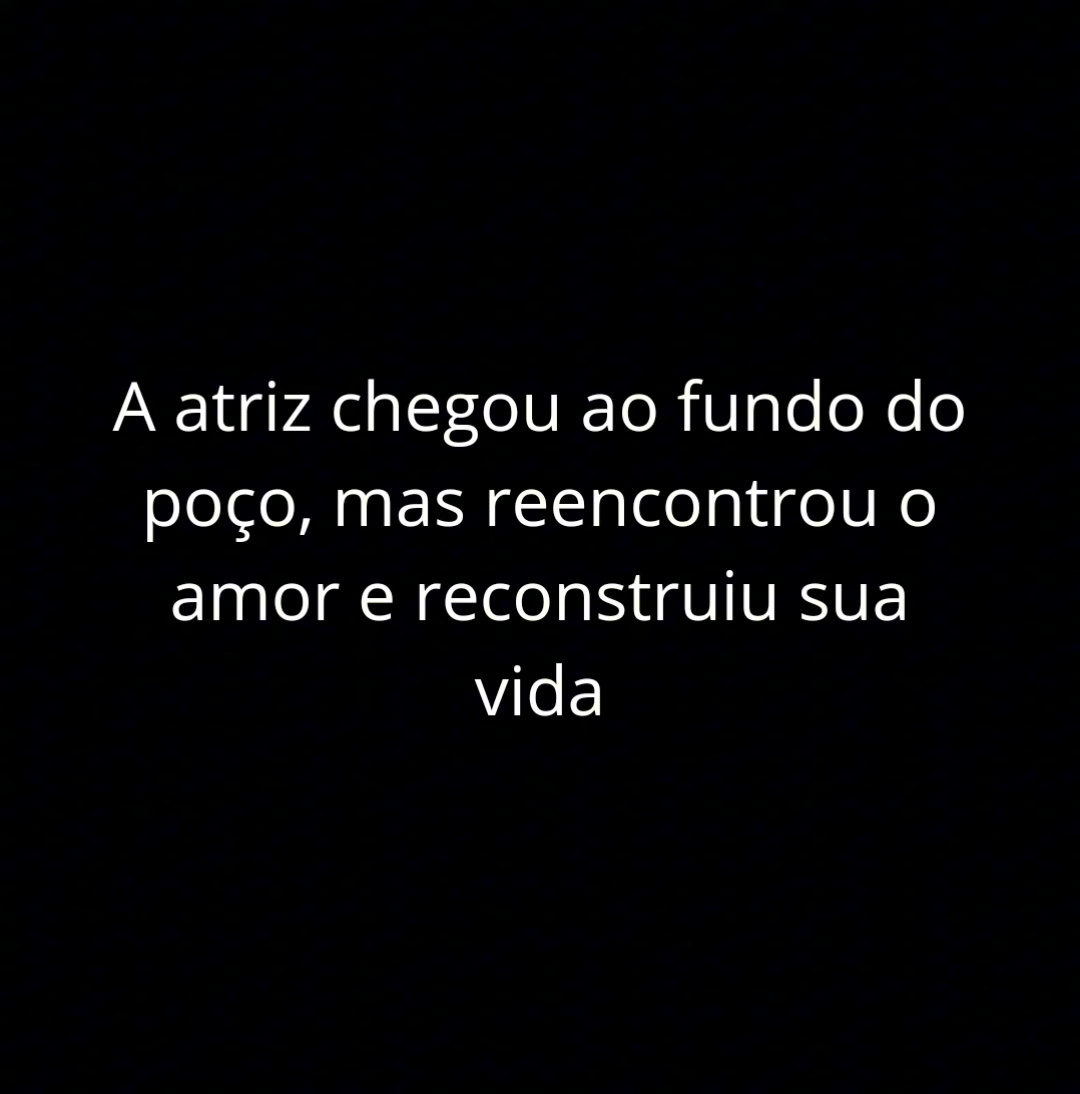 A atriz chegou ao fundo do
poço, mas reencontrou o
amor e reconstruiu sua
vida